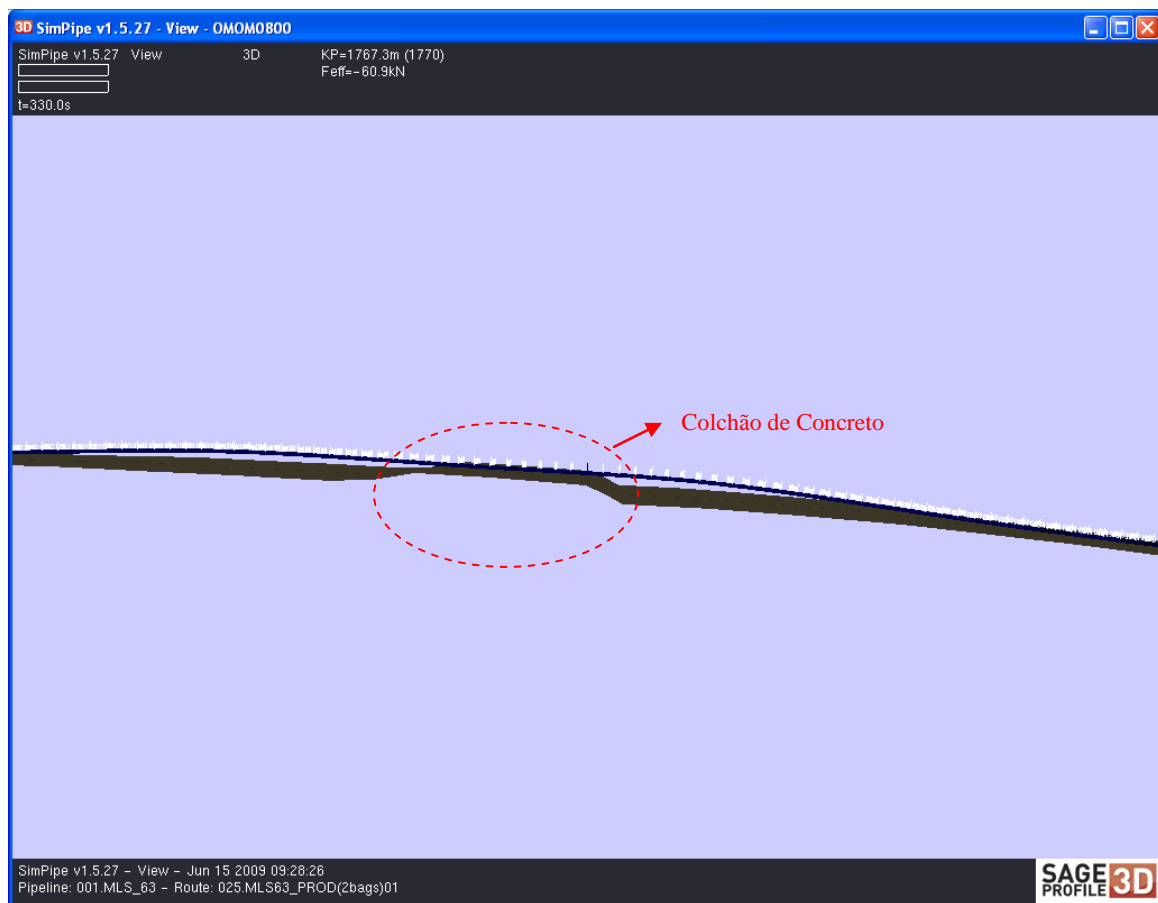 3D SimPipe v1.5.27 - View - OMOM0800
SimPipe v1.5.27 View 3D KP=1767.3m (1770)
Feff=-60.9kN
t=330.0s
Colchão de Concreto
SimPipe v1.5.27 - View - Jun 15 2009 09:28:26
Pipeline: 001.MLS_63 - Route: 025.MLS63_PROD(2bags)01
SAGE PROFILE 3D